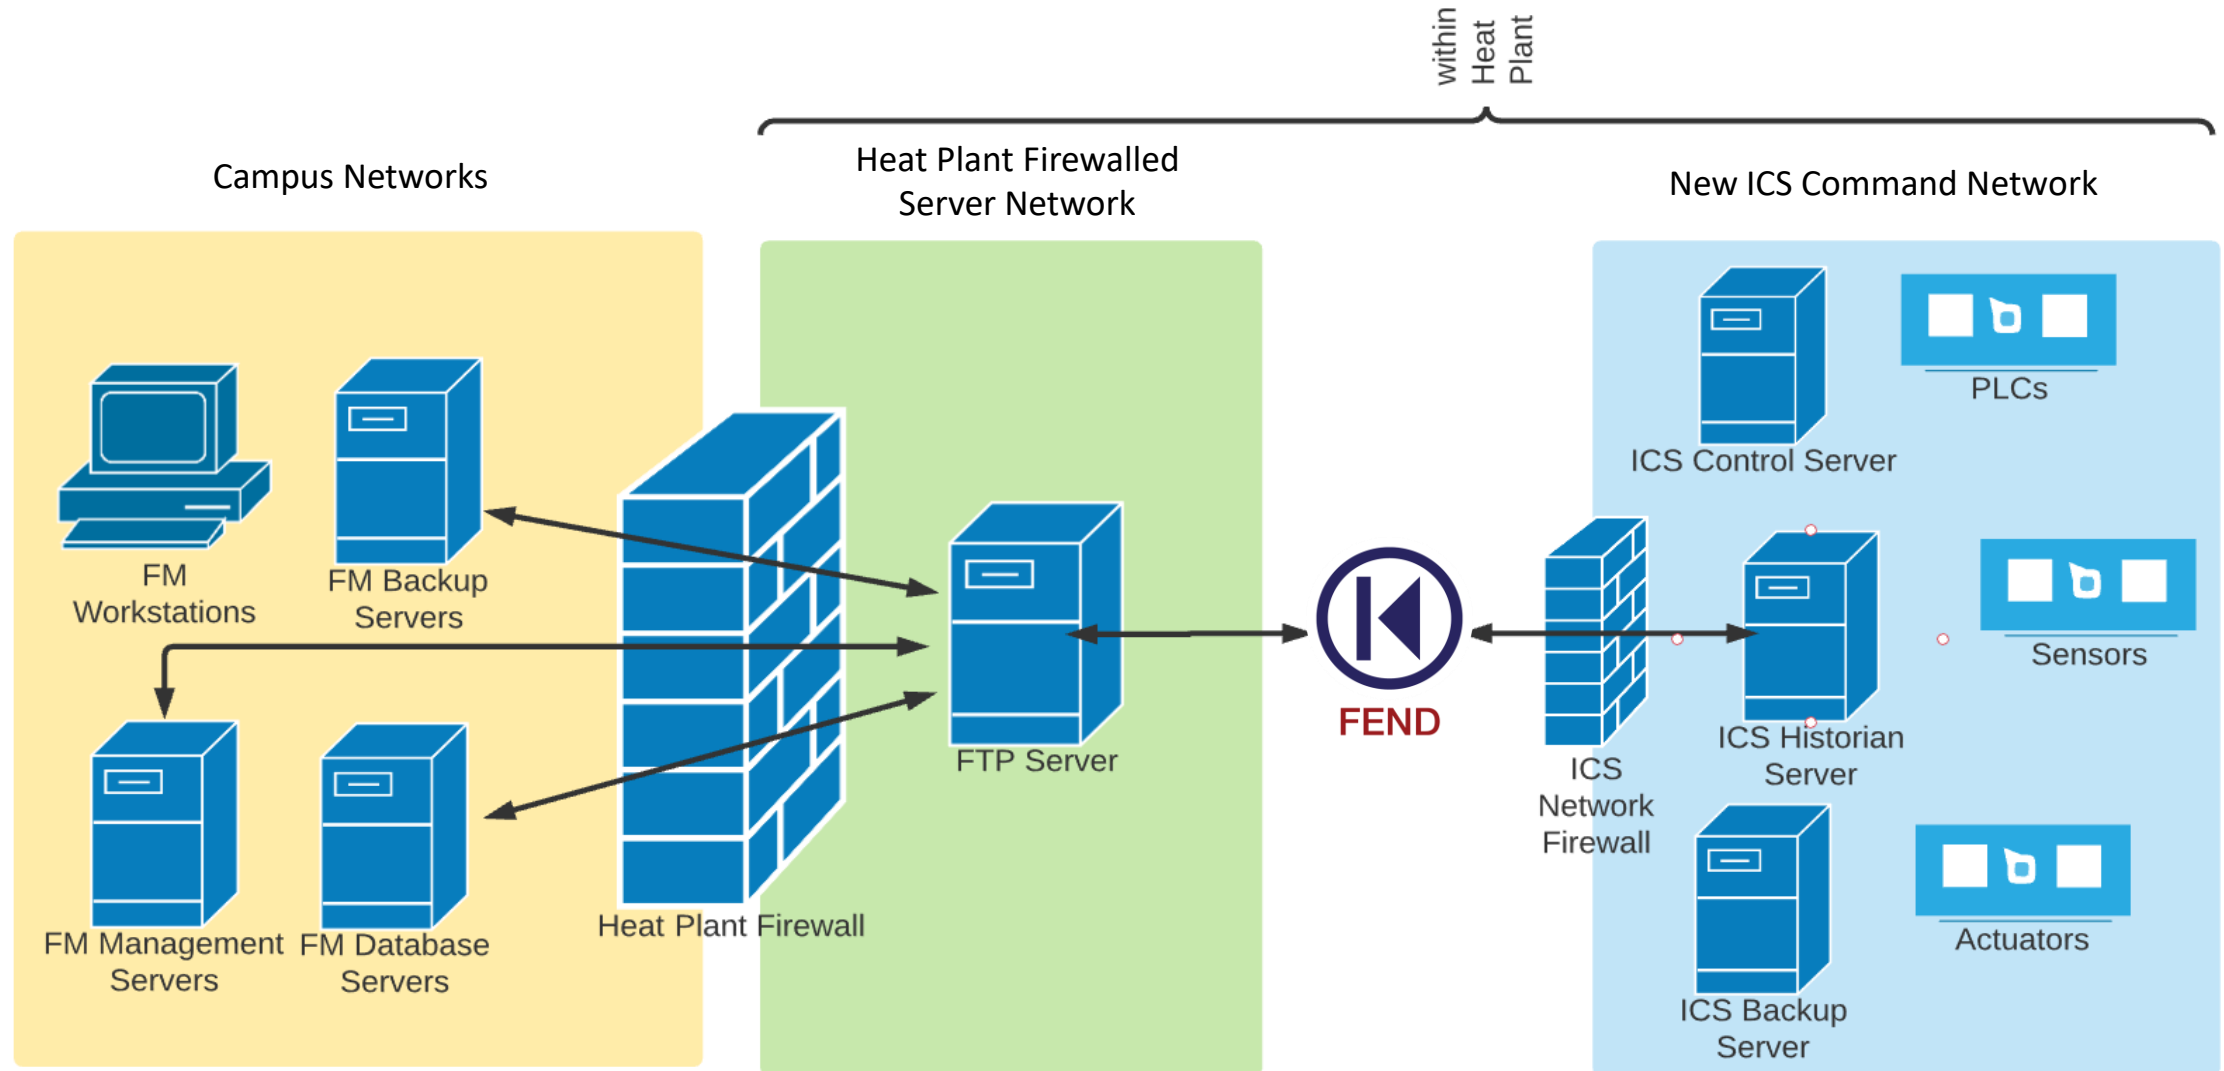 within
Heat
Plant
Campus Networks
Heat Plant Firewalled
Server Network
New ICS Command Network
FM
Workstations
FM Backup
Servers
FM Management
Servers
FM Database
Servers
Heat Plant Firewall
FTP Server
FEND
ICS
Network
Firewall
ICS Control Server
PLCs
ICS Historian
Server
Sensors
ICS Backup
Server
Actuators